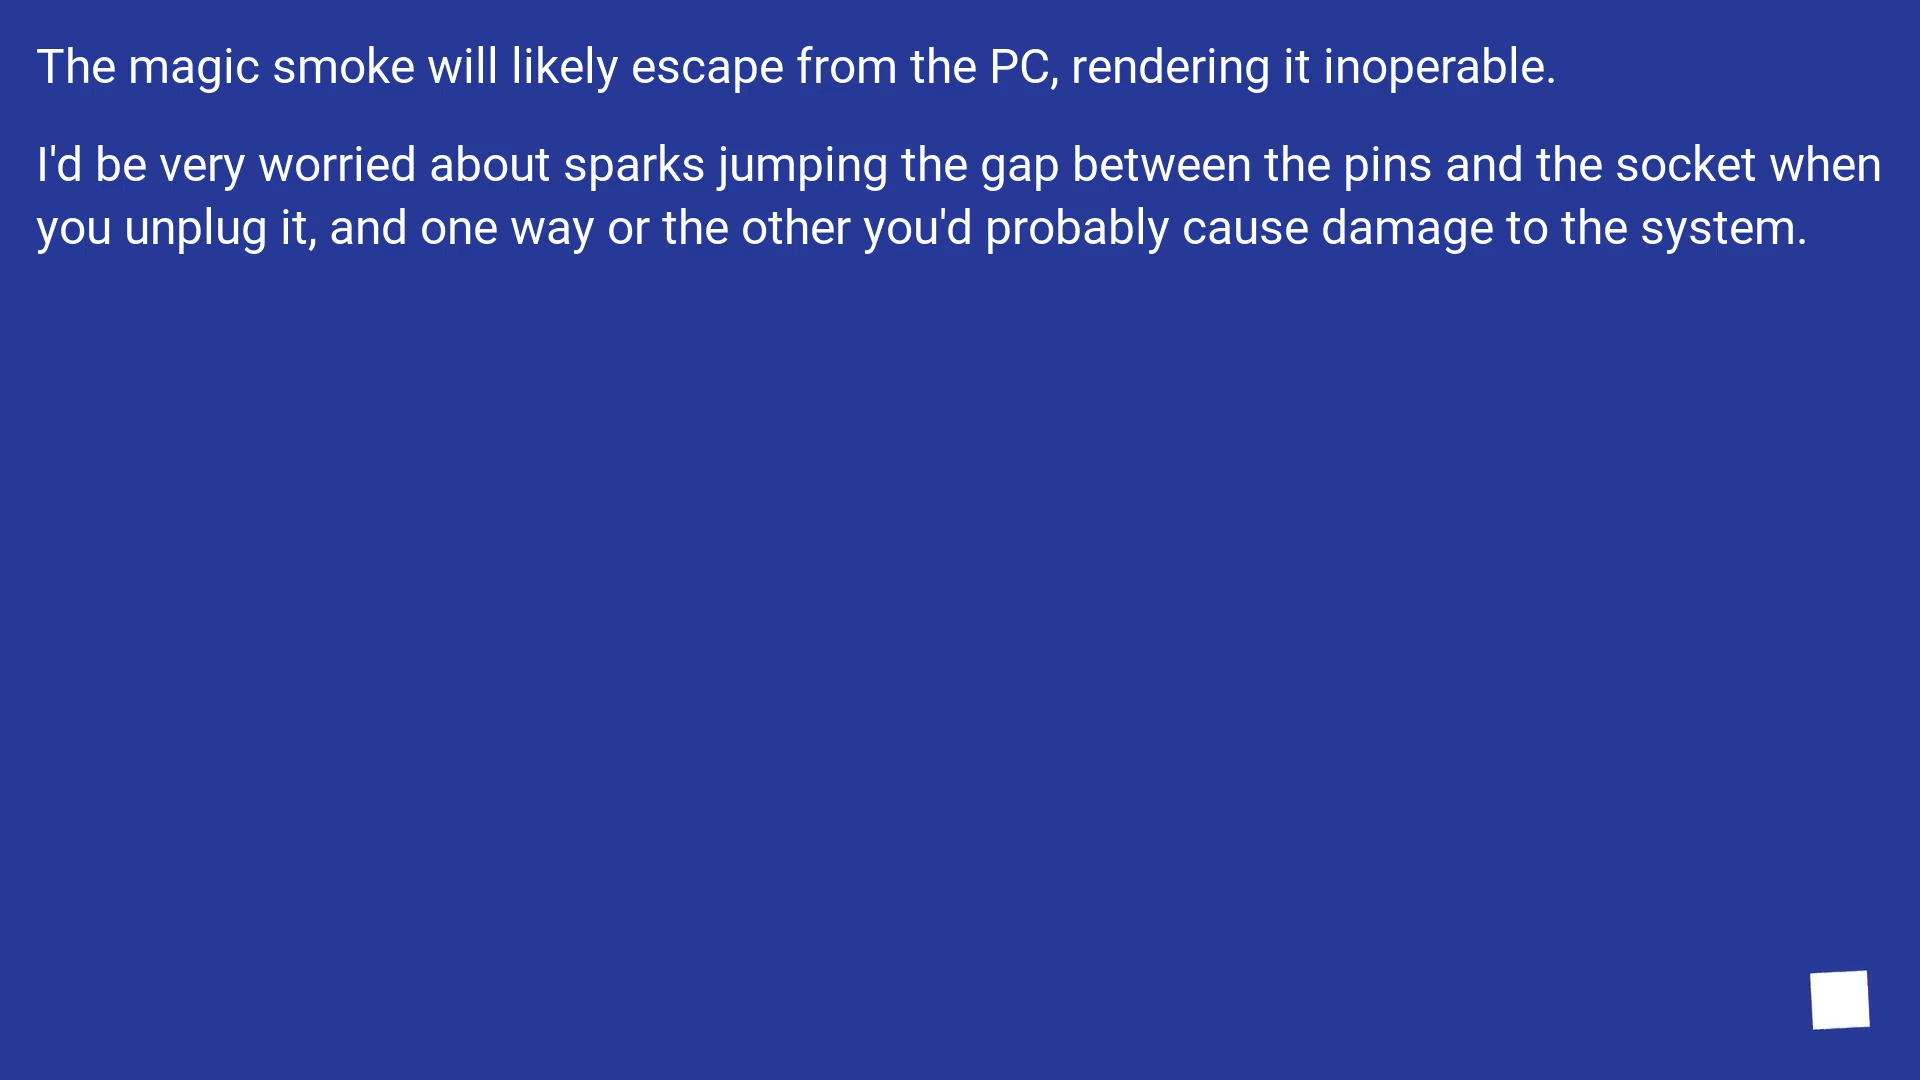 The magic smoke will likely escape from the PC, rendering it inoperable.
I'd be very worried about sparks jumping the gap between the pins and the socket when
you unplug it, and one way or the other you'd probably cause damage to the system.